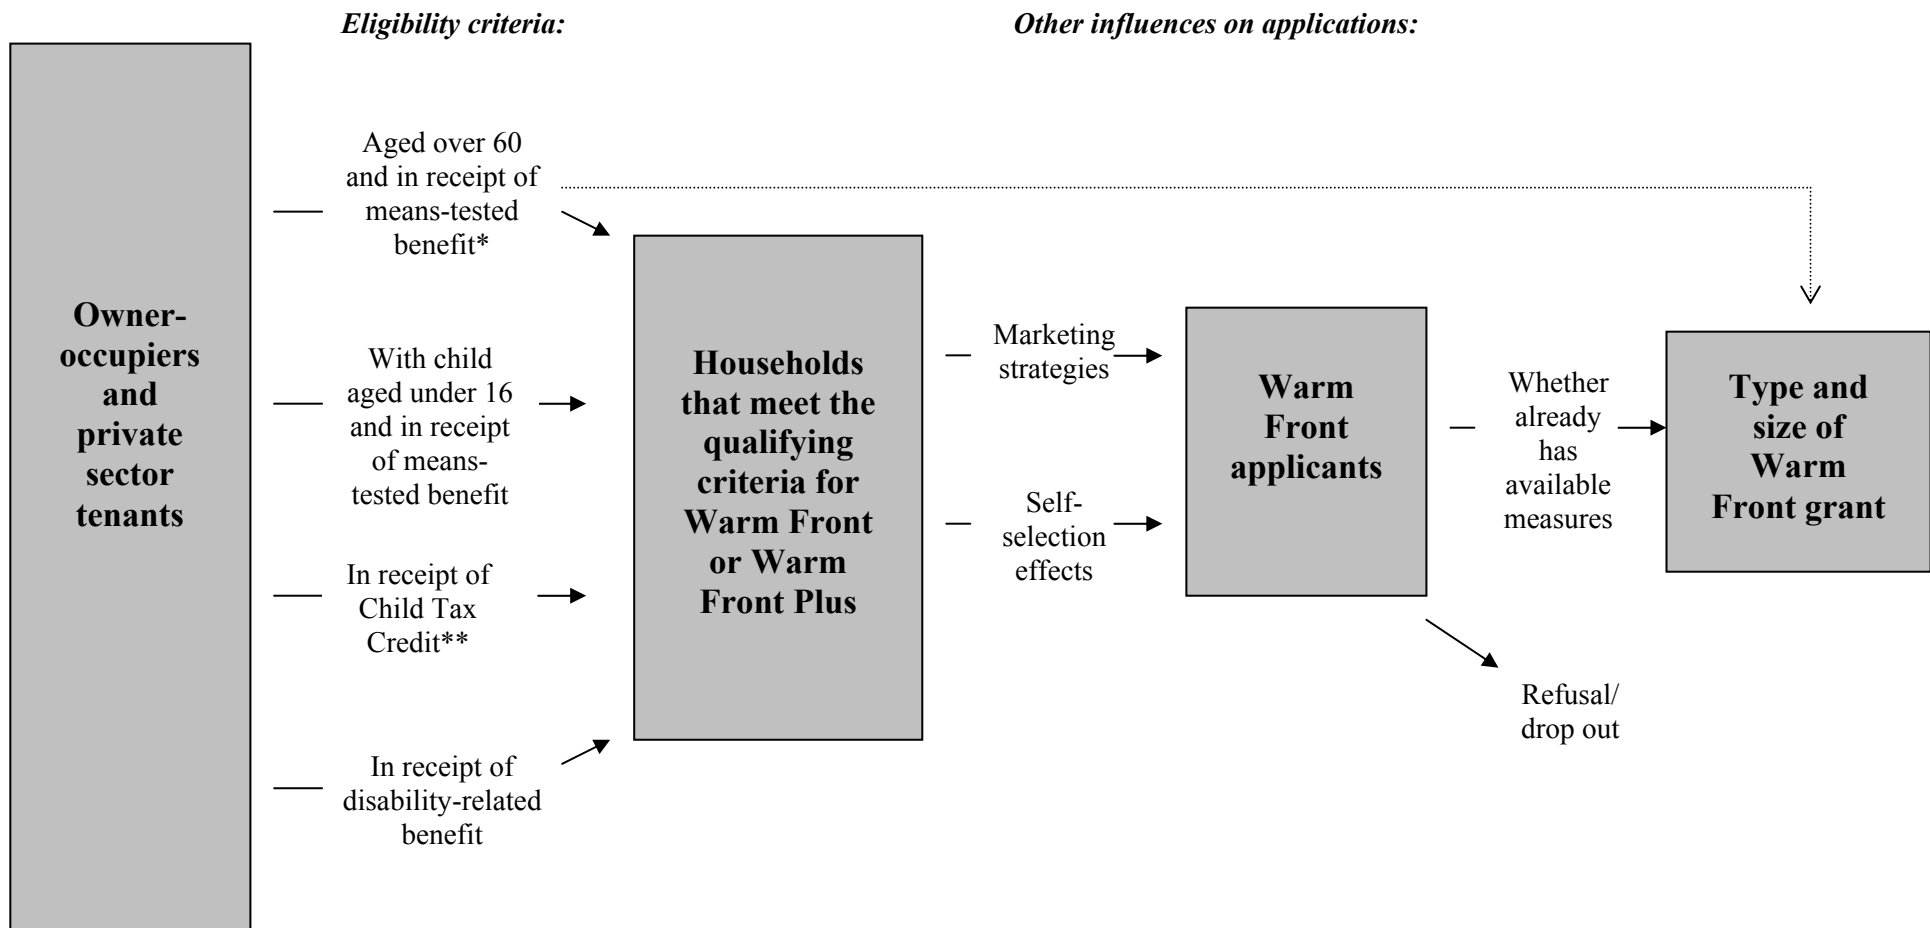 Eligibility criteria:
Other influences on applications:
Owner-
occupiers
and
private
sector
tenants
Aged over 60
and in receipt of
means-tested
benefit*
With child
aged under 16
and in receipt
of means-
tested benefit
In receipt of
Child Tax
Credit**
In receipt of
disability-related
benefit
Households
that meet the
qualifying
criteria for
Warm Front
or Warm
Front Plus
Marketing
strategies
Self-
selection
effects
Warm
Front
applicants
Whether
already
has
available
measures
Refusal/
drop out
Type and
size of
Warm
Front grant